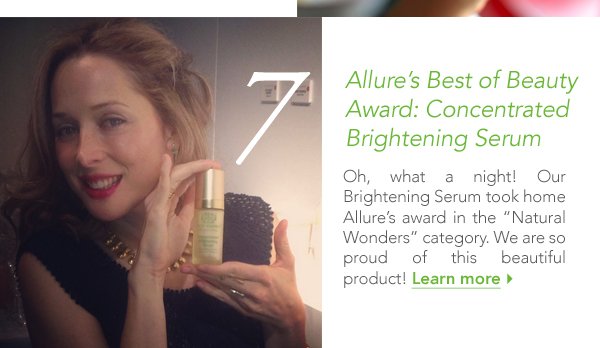 7
Allure’s Best of Beauty
Award: Concentrated
Brightening Serum
Oh, what a night! Our
Brightening Serum took home
Allure’s award in the “Natural
Wonders” category. We are so
proud of this beautiful
product! Learn more